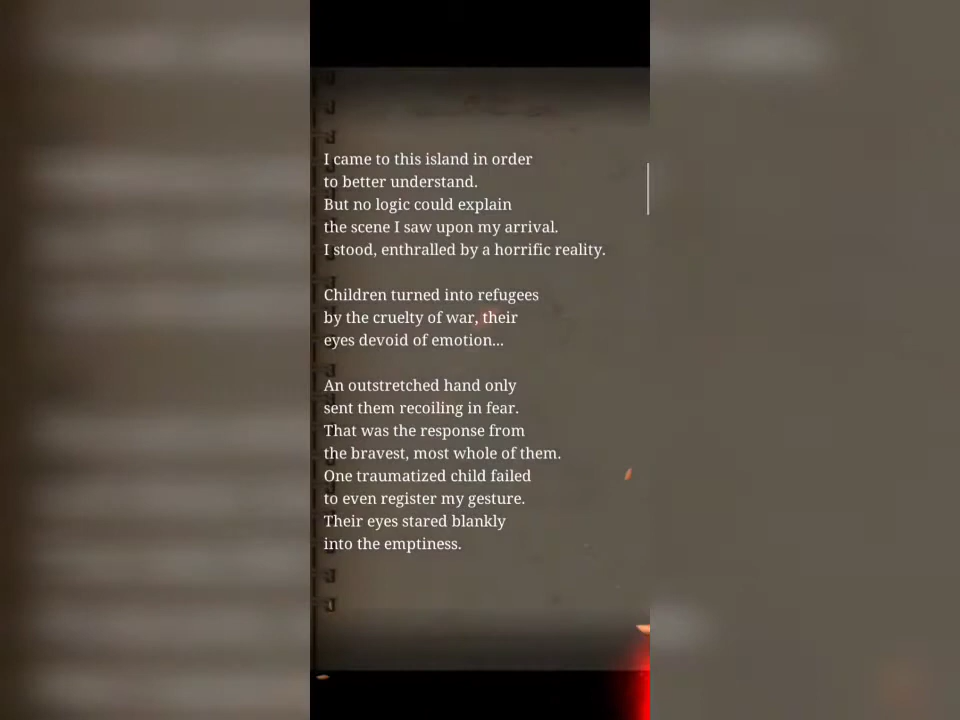 I came to this island in order
to better understand.
But no logic could explain
the scene I saw upon my arrival.
I stood, enthralled by a horrific reality.
Children turned into refugees
by the cruelty of war, their
eyes devoid of emotion...
An outstretched hand only
sent them recoiling in fear.
That was the response from
the bravest, most whole of them.
One traumatized child failed
to even register my gesture.
Their eyes stared blankly
into the emptiness.